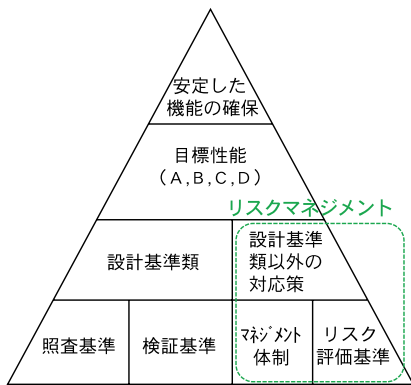 安定した
機能の確保
目標性能
（A,B,C,D）
リスクマネジメント
設計基準類
設計基準
類以外の
対応策
照査基準
検証基準
ﾏﾈｼﾞﾒﾝﾄ
体制
リスク
評価基準